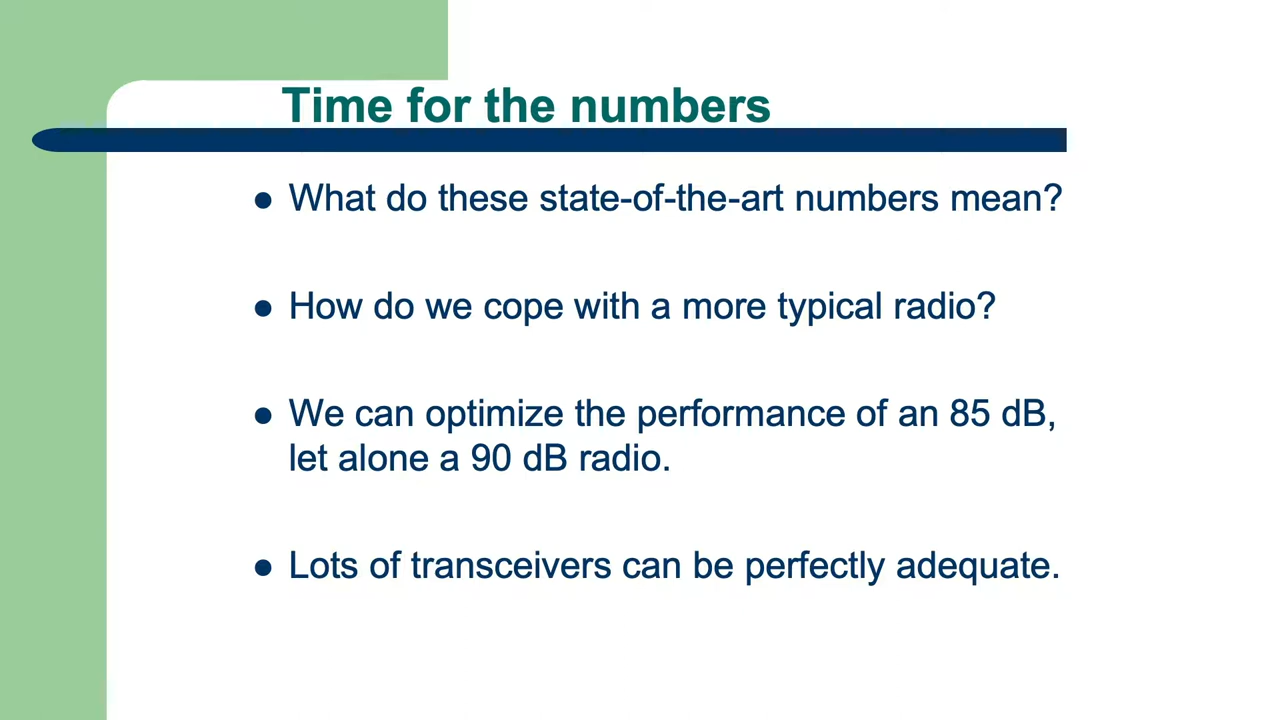 Time for the numbers
● What do these state-of-the-art numbers mean?
● How do we cope with a more typical radio?
● We can optimize the performance of an 85 dB,
let alone a 90 dB radio.
● Lots of transceivers can be perfectly adequate.